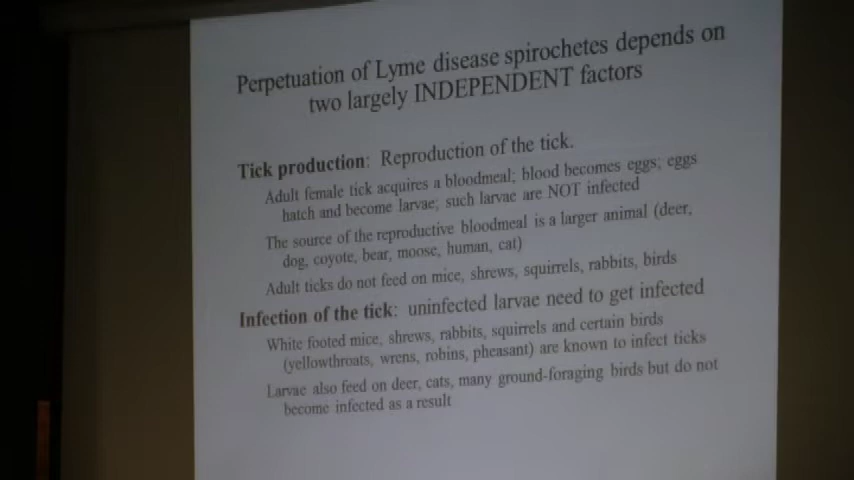 Perpetuation of Lyme disease spirochetes depends on
two largely INDEPENDENT factors
Tick production: Reproduction of the tick.
Adult female tick acquires a bloodmeal; blood becomes eggs; eggs
hatch and become larvae; such larvae are NOT infected
The source of the reproductive bloodmeal is a larger animal (deer,
dog, coyote, bear, moose, human, cat)
Adult ticks do not feed on mice, shrews, squirrels, rabbits, birds
Infection of the tick: uninfected larvae need to get infected
White footed mice, shrews, rabbits, squirrels and certain birds
(yellowthroats, wrens, robins, pheasant) are known to infect ticks
Larvae also feed on deer, cats, many ground-foraging birds but do not
become infected as a result